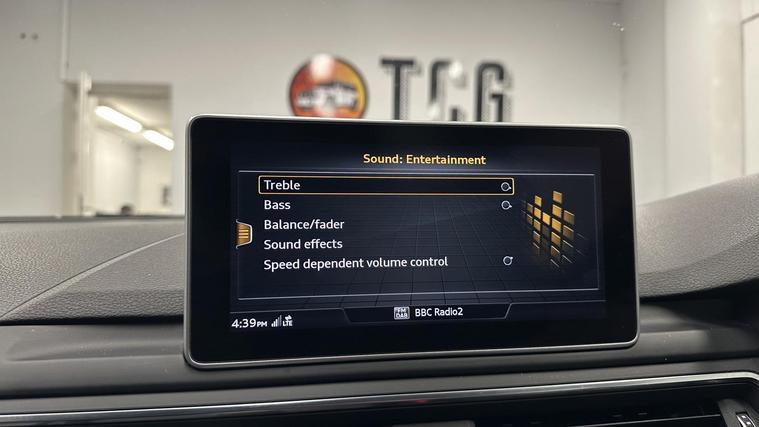 TCG
Sound: Entertainment
Treble
Bass
Balance/fader
Sound effects
Speed dependent volume control
FM DAB BBC Radio2
4:39PM LTE